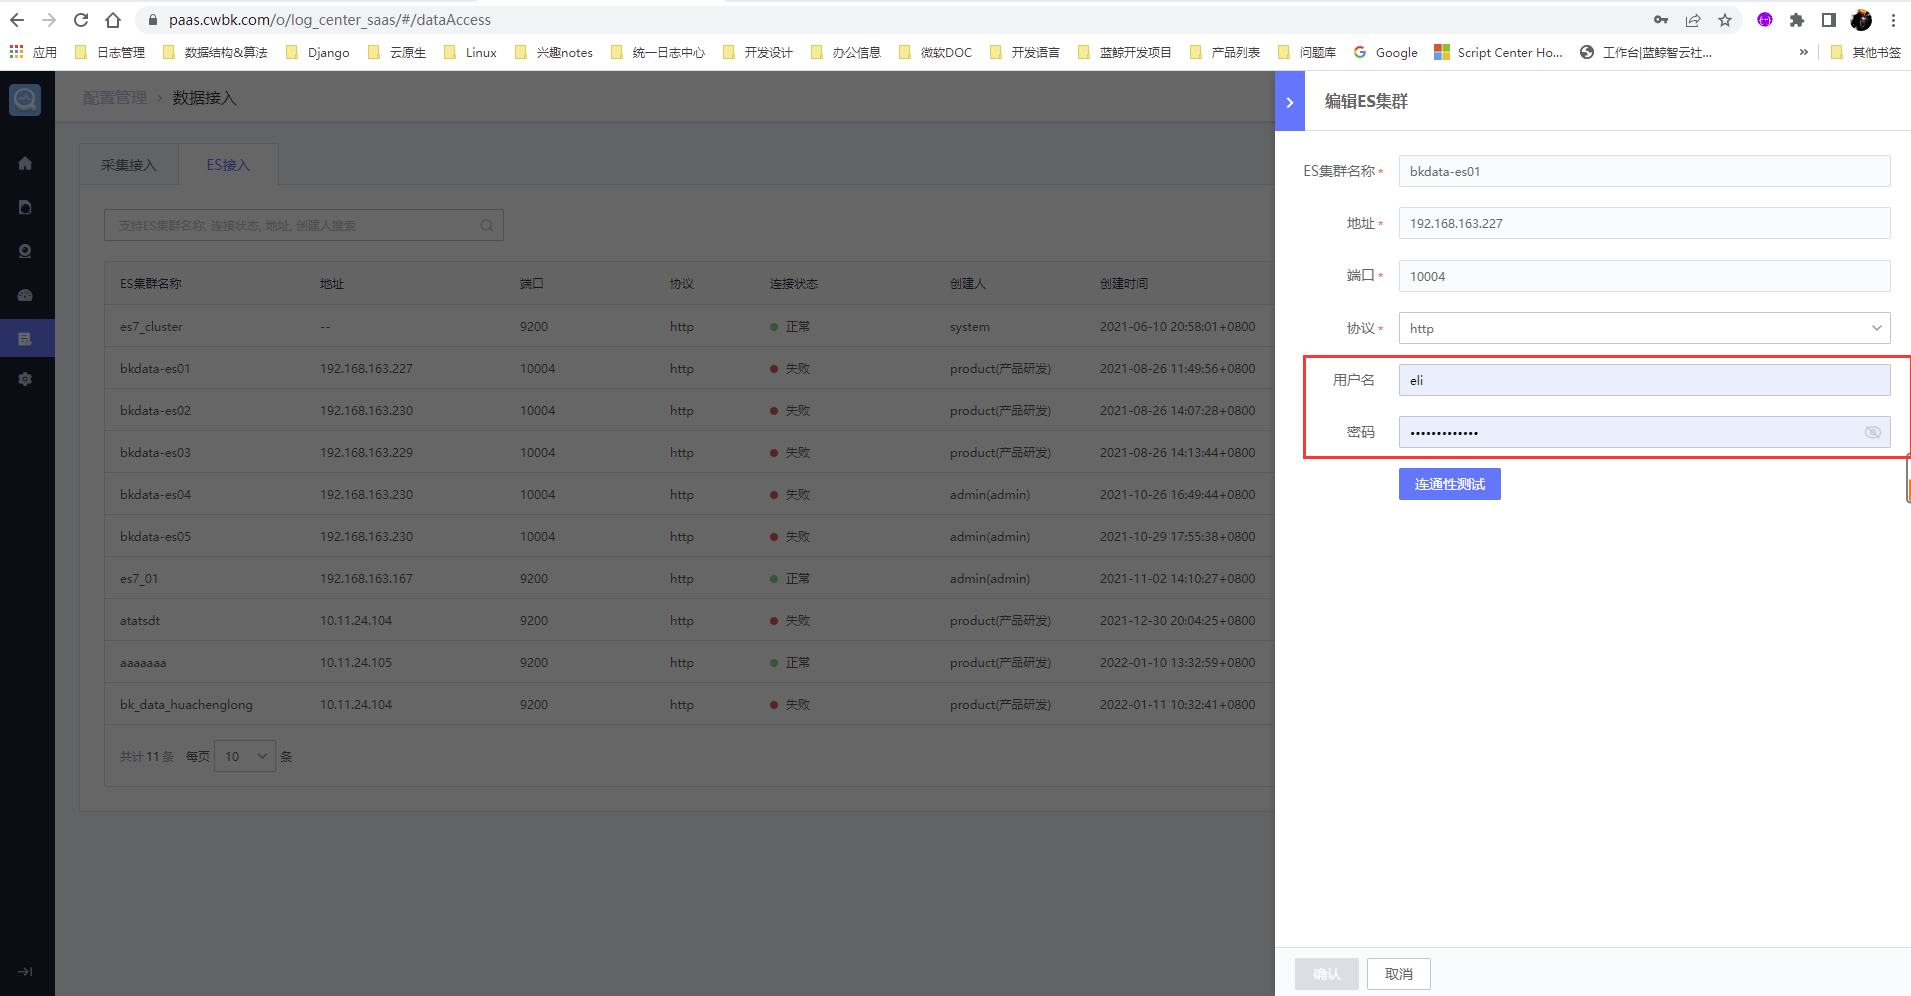 paas.cwbk.com/o/log_center_saas/#/dataAccess
应用 日志管理 数据结构&算法 Django 云原生 Linux 兴趣notes 统一日志中心 开发设计 办公信息 微软DOC 开发语言 蓝鲸开发项目 产品列表 问题库 Google Script Center Ho... 工作台|蓝鲸智云社... » 其他书签
配置管理 › 数据接入
采集接入 ES接入
支持ES集群名称, 连接状态, 地址, 创建人搜索
ES集群名称 地址 端口 协议 连接状态 创建人 创建时间
es7_cluster -- 9200 http 正常 system 2021-06-10 20:58:01+0800
bkdata-es01 192.168.163.227 10004 http 失败 product(产品研发) 2021-08-26 11:49:56+0800
bkdata-es02 192.168.163.230 10004 http 失败 product(产品研发) 2021-08-26 14:07:28+0800
bkdata-es03 192.168.163.229 10004 http 失败 product(产品研发) 2021-08-26 14:13:44+0800
bkdata-es04 192.168.163.230 10004 http 失败 admin(admin) 2021-10-26 16:49:44+0800
bkdata-es05 192.168.163.230 10004 http 失败 admin(admin) 2021-10-29 17:55:38+0800
es7_01 192.168.163.167 9200 http 正常 admin(admin) 2021-11-02 14:10:27+0800
atatsdt 10.11.24.104 9200 http 失败 product(产品研发) 2021-12-30 20:04:25+0800
aaaaaaa 10.11.24.105 9200 http 正常 product(产品研发) 2022-01-10 13:32:59+0800
bk_data_huachenglong 10.11.24.104 9200 http 失败 product(产品研发) 2022-01-11 10:32:41+0800
共计11条 每页 10 条
编辑ES集群
ES集群名称* bkdata-es01
地址* 192.168.163.227
端口* 10004
协议* http
用户名 eli
密码 •••••••••••••
连通性测试
确认 取消